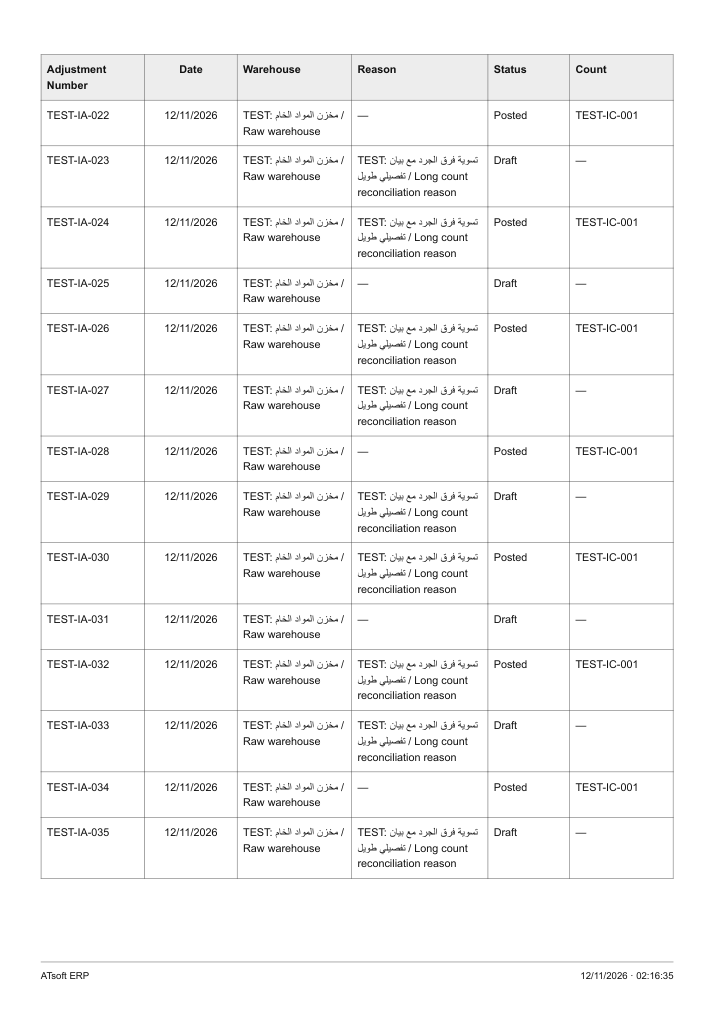 Adjustment Number	Date	Warehouse	Reason	Status	Count
TEST-IA-022	12/11/2026	TEST: مخزن المواد الخام /	—	Posted	TEST-IC-001
Raw warehouse
TEST-IA-023	12/11/2026	TEST: مخزن المواد الخام /	TEST: تسوية فرق الجرد مع بيان	Draft	—
Raw warehouse	تفصيلي طويل / Long count
reconciliation reason
TEST-IA-024	12/11/2026	TEST: مخزن المواد الخام /	TEST: تسوية فرق الجرد مع بيان	Posted	TEST-IC-001
Raw warehouse	تفصيلي طويل / Long count
reconciliation reason
TEST-IA-025	12/11/2026	TEST: مخزن المواد الخام /	—	Draft	—
Raw warehouse
TEST-IA-026	12/11/2026	TEST: مخزن المواد الخام /	TEST: تسوية فرق الجرد مع بيان	Posted	TEST-IC-001
Raw warehouse	تفصيلي طويل / Long count
reconciliation reason
TEST-IA-027	12/11/2026	TEST: مخزن المواد الخام /	TEST: تسوية فرق الجرد مع بيان	Draft	—
Raw warehouse	تفصيلي طويل / Long count
reconciliation reason
TEST-IA-028	12/11/2026	TEST: مخزن المواد الخام /	—	Posted	TEST-IC-001
Raw warehouse
TEST-IA-029	12/11/2026	TEST: مخزن المواد الخام /	TEST: تسوية فرق الجرد مع بيان	Draft	—
Raw warehouse	تفصيلي طويل / Long count
reconciliation reason
TEST-IA-030	12/11/2026	TEST: مخزن المواد الخام /	TEST: تسوية فرق الجرد مع بيان	Posted	TEST-IC-001
Raw warehouse	تفصيلي طويل / Long count
reconciliation reason
TEST-IA-031	12/11/2026	TEST: مخزن المواد الخام /	—	Draft	—
Raw warehouse
TEST-IA-032	12/11/2026	TEST: مخزن المواد الخام /	TEST: تسوية فرق الجرد مع بيان	Posted	TEST-IC-001
Raw warehouse	تفصيلي طويل / Long count
reconciliation reason
TEST-IA-033	12/11/2026	TEST: مخزن المواد الخام /	TEST: تسوية فرق الجرد مع بيان	Draft	—
Raw warehouse	تفصيلي طويل / Long count
reconciliation reason
TEST-IA-034	12/11/2026	TEST: مخزن المواد الخام /	—	Posted	TEST-IC-001
Raw warehouse
TEST-IA-035	12/11/2026	TEST: مخزن المواد الخام /	TEST: تسوية فرق الجرد مع بيان	Draft	—
Raw warehouse	تفصيلي طويل / Long count
reconciliation reason
ATsoft ERP	12/11/2026 · 02:16:35